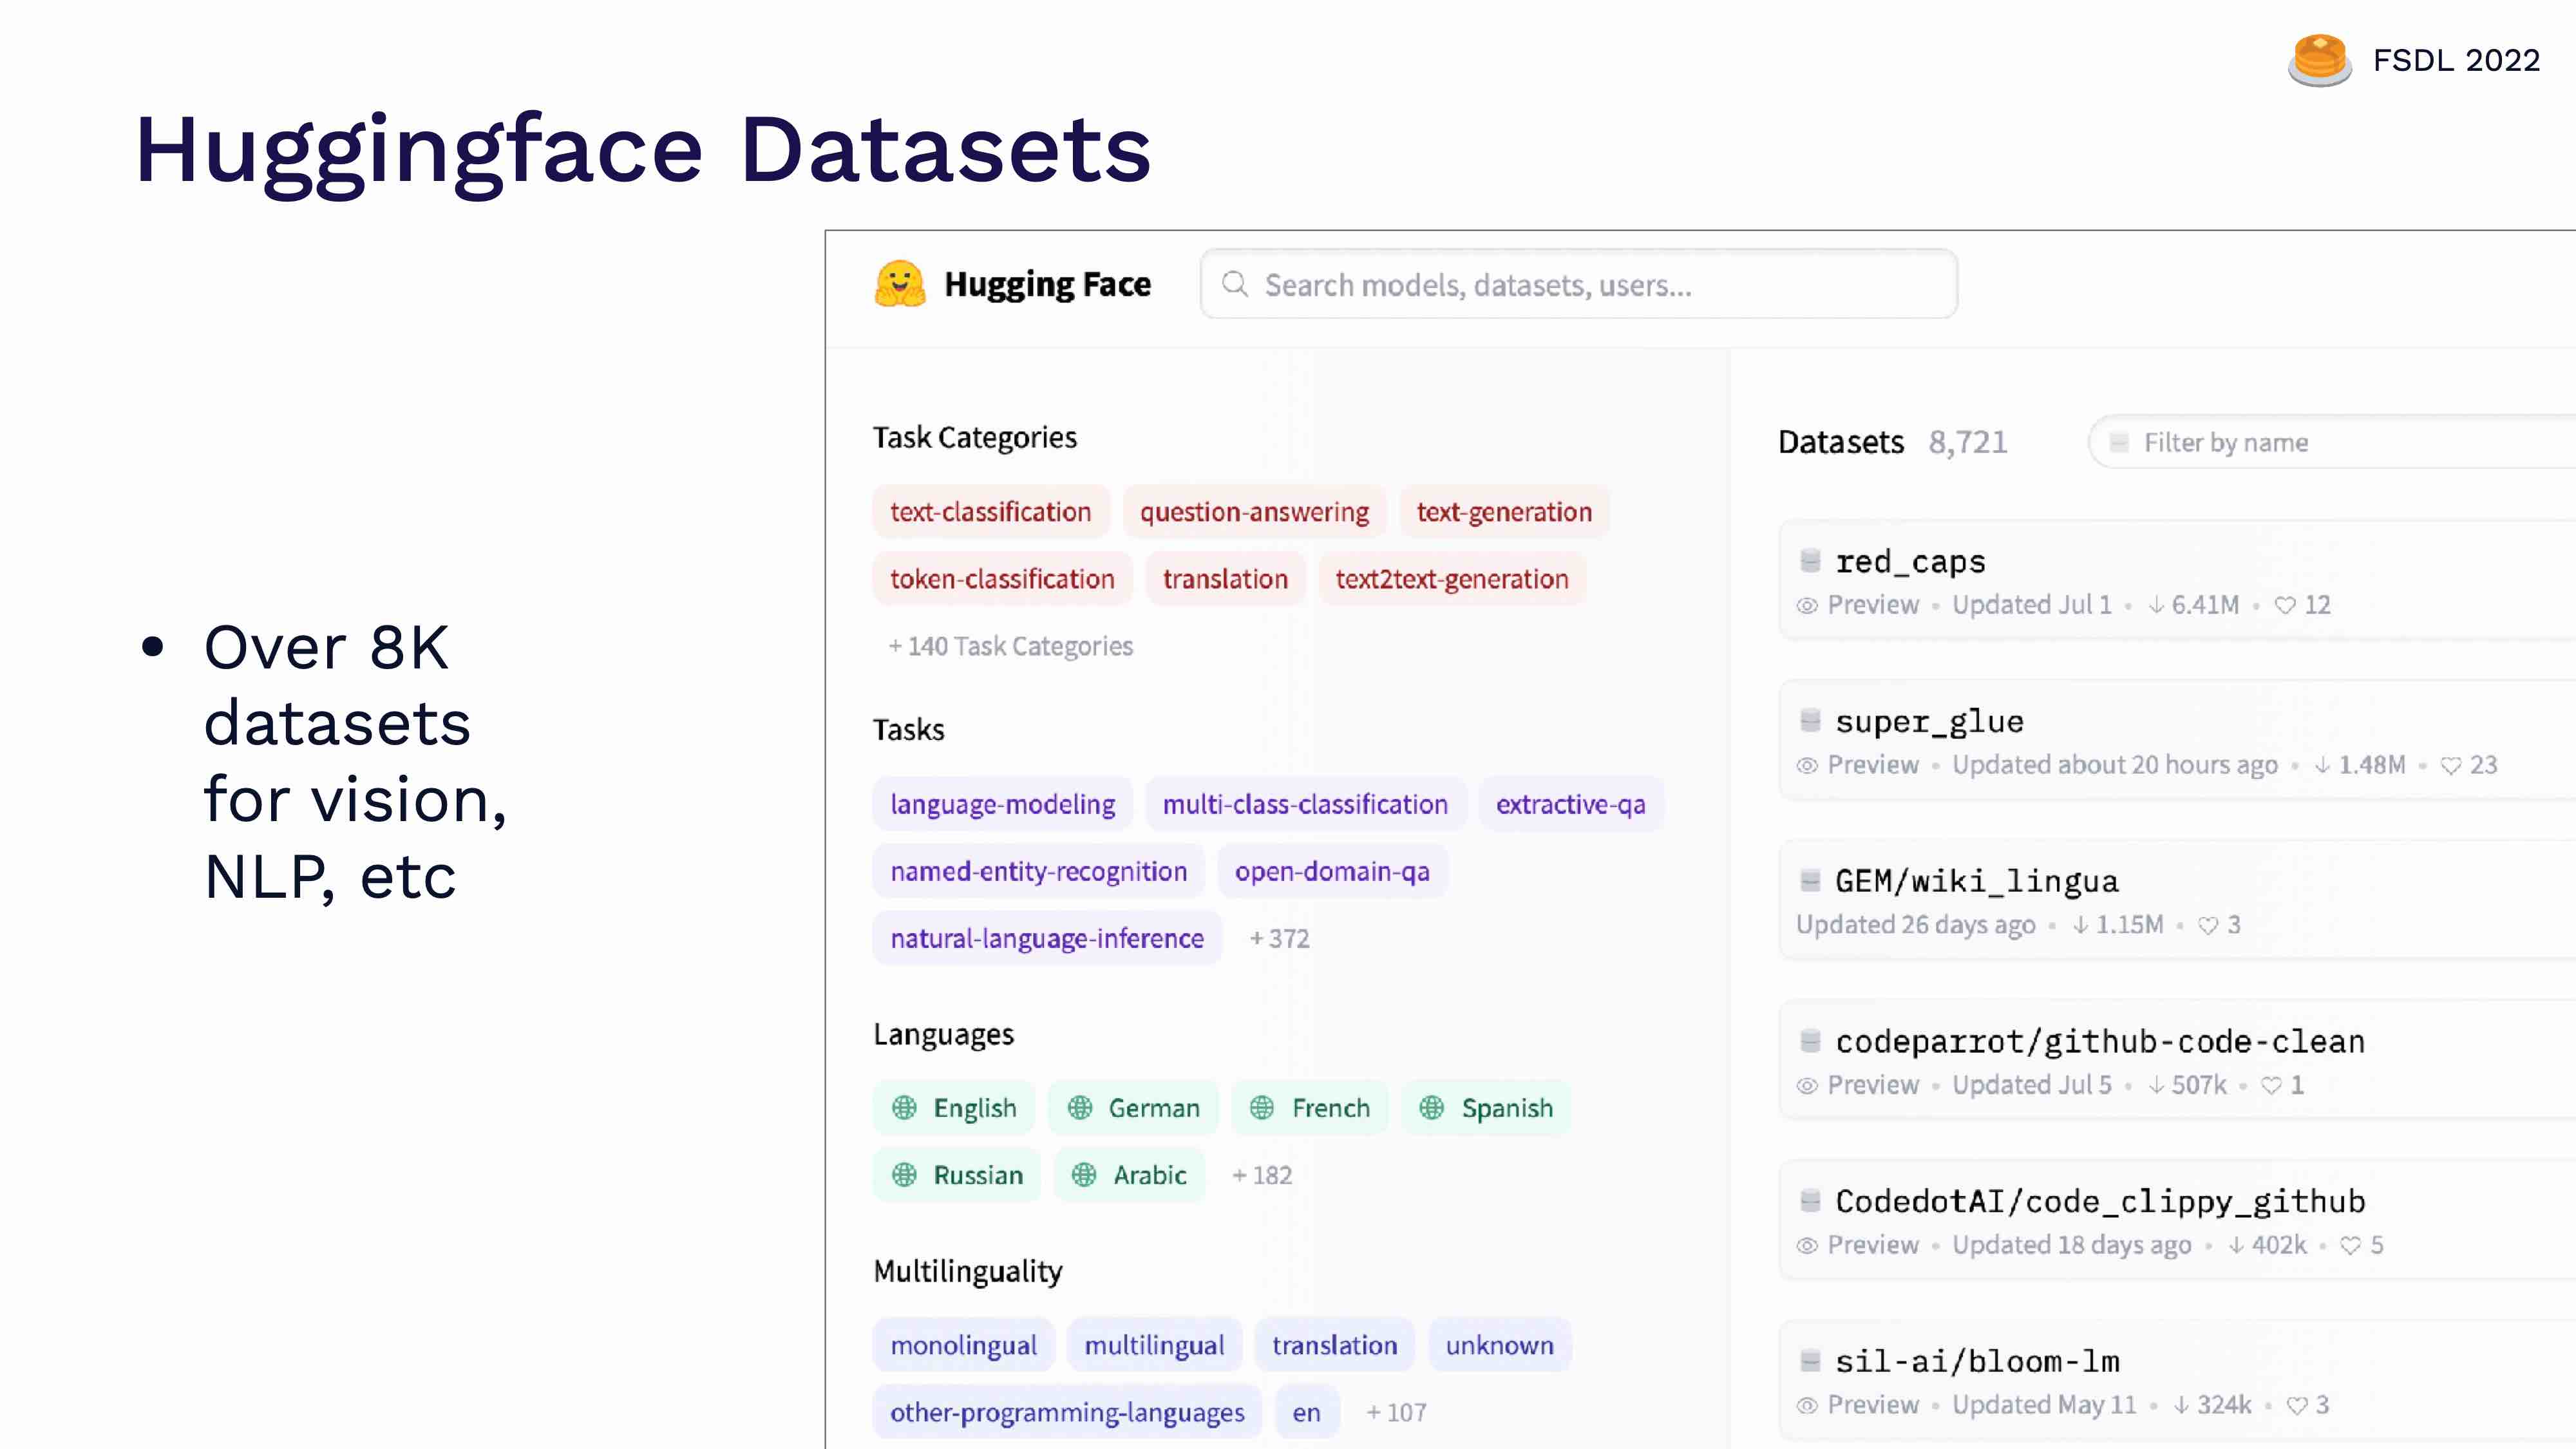 FSDL 2022
Huggingface Datasets
• Over 8K
datasets
for vision,
NLP, etc
Hugging Face
Search models, datasets, users...
Task Categories
text-classification question-answering text-generation
token-classification translation text2text-generation
+ 140 Task Categories
Tasks
language-modeling multi-class-classification extractive-qa
named-entity-recognition open-domain-qa
natural-language-inference + 372
Languages
English German French Spanish
Russian Arabic + 182
Multilinguality
monolingual multilingual translation unknown
other-programming-languages en + 107
Datasets 8,721 Filter by name
red_caps
Preview • Updated Jul 1 • ↓ 6.41M • ♡ 12
super_glue
Preview • Updated about 20 hours ago • ↓ 1.48M • ♡ 23
GEM/wiki_lingua
Updated 26 days ago • ↓ 1.15M • ♡ 3
codeparrot/github-code-clean
Preview • Updated Jul 5 • ↓ 507k • ♡ 1
CodedotAI/code_clippy_github
Preview • Updated 18 days ago • ↓ 402k • ♡ 5
sil-ai/bloom-lm
Preview • Updated May 11 • ↓ 324k • ♡ 3